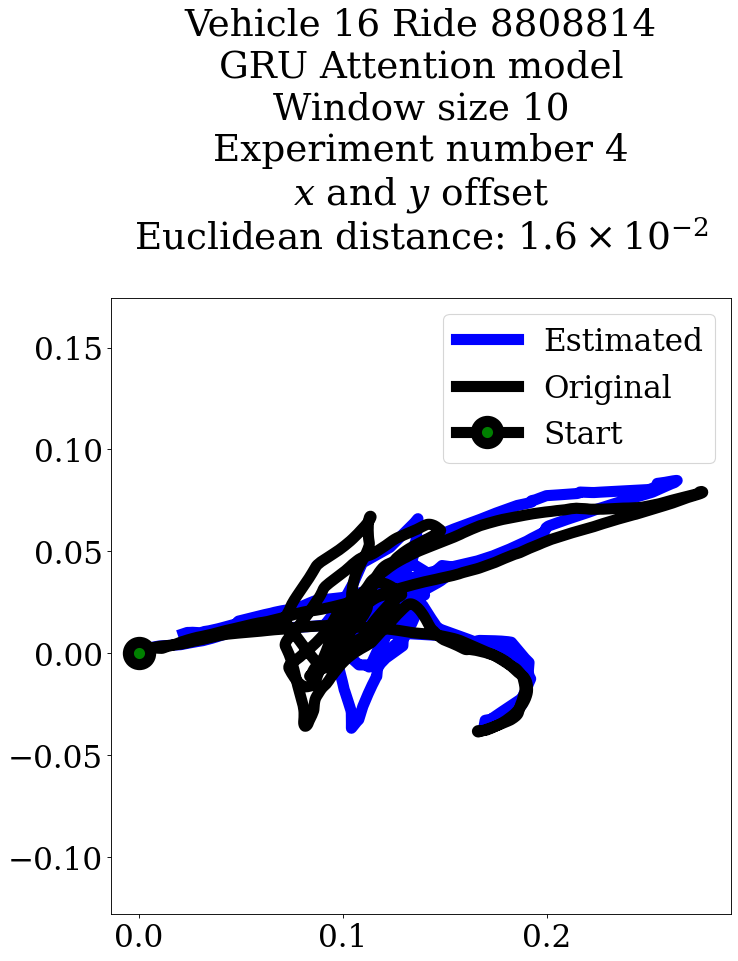 Vehicle 16 Ride 8808814
GRU Attention model
Window size 10
Experiment number 4
x and y offset
Euclidean distance: 1.6 × 10⁻²
Estimated
Original
Start
0.15
0.10
0.05
0.00
−0.05
−0.10
0.0 0.1 0.2